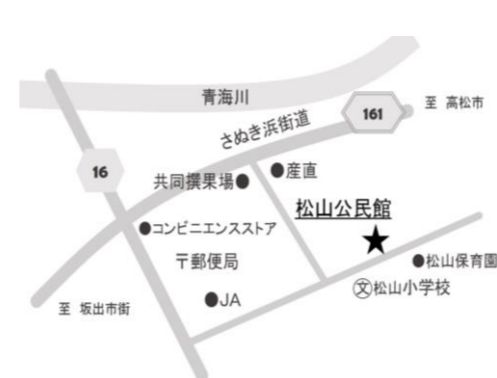 青海川
161
至 高松市
さぬき浜街道
16
共同撰果場
産直
松山公民館
コンビニエンスストア
〒郵便局
松山保育園
文松山小学校
JA
至 坂出市街